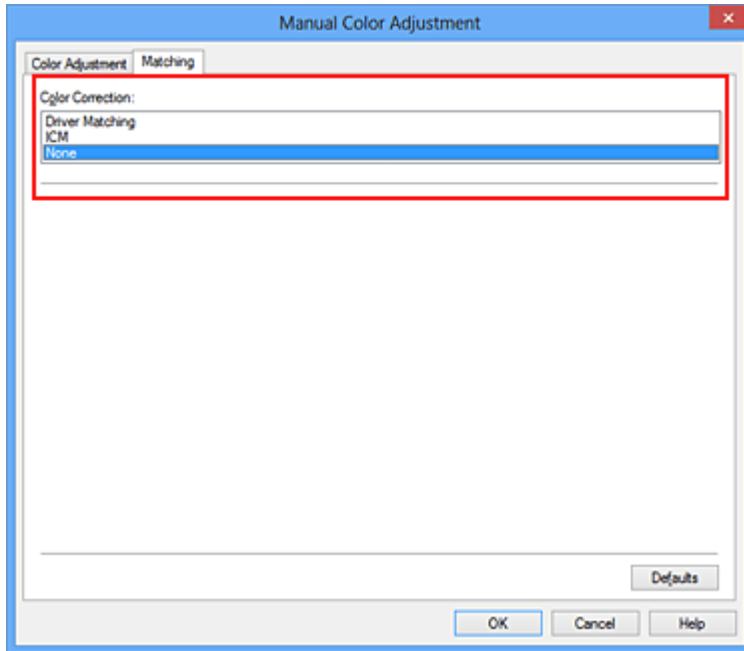 Manual Color Adjustment
Color Adjustment Matching
Color Correction:
Driver Matching
ICM
None
Defaults
OK Cancel Help